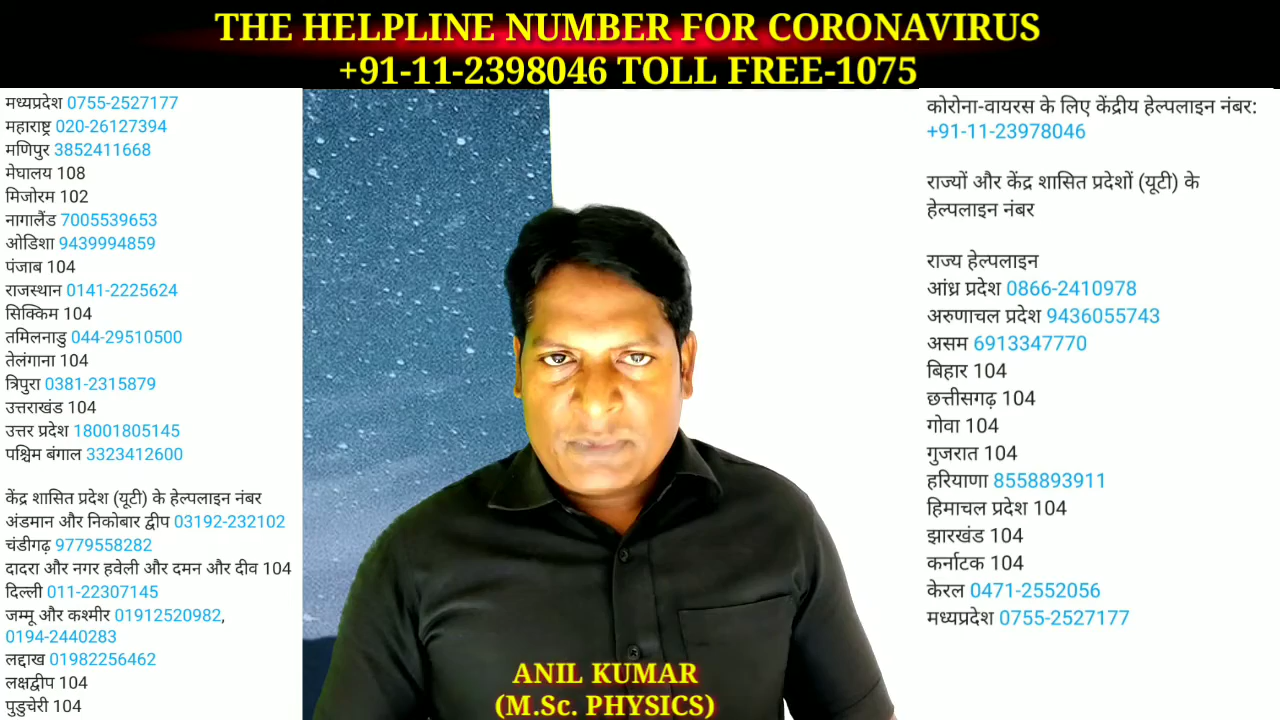 THE HELPLINE NUMBER FOR CORONAVIRUS
+91-11-2398046 TOLL FREE-1075
मध्यप्रदेश 0755-2527177
महाराष्ट्र 020-26127394
मणिपुर 3852411668
मेघालय 108
मिजोरम 102
नागालैंड 7005539653
ओडिशा 9439994859
पंजाब 104
राजस्थान 0141-2225624
सिक्किम 104
तमिलनाडु 044-29510500
तेलंगाना 104
त्रिपुरा 0381-2315879
उत्तराखंड 104
उत्तर प्रदेश 18001805145
पश्चिम बंगाल 3323412600
केंद्र शासित प्रदेश (यूटी) के हेल्पलाइन नंबर
अंडमान और निकोबार द्वीप 03192-232102
चंडीगढ़ 9779558282
दादरा और नगर हवेली और दमन और दीव 104
दिल्ली 011-22307145
जम्मू और कश्मीर 01912520982,
0194-2440283
लद्दाख 01982256462
लक्षद्वीप 104
पुडुचेरी 104
कोरोना-वायरस के लिए केंद्रीय हेल्पलाइन नंबर:
+91-11-23978046
राज्यों और केंद्र शासित प्रदेशों (यूटी) के
हेल्पलाइन नंबर
राज्य हेल्पलाइन
आंध्र प्रदेश 0866-2410978
अरुणाचल प्रदेश 9436055743
असम 6913347770
बिहार 104
छत्तीसगढ़ 104
गोवा 104
गुजरात 104
हरियाणा 8558893911
हिमाचल प्रदेश 104
झारखंड 104
कर्नाटक 104
केरल 0471-2552056
मध्यप्रदेश 0755-2527177
ANIL KUMAR
(M.Sc. PHYSICS)